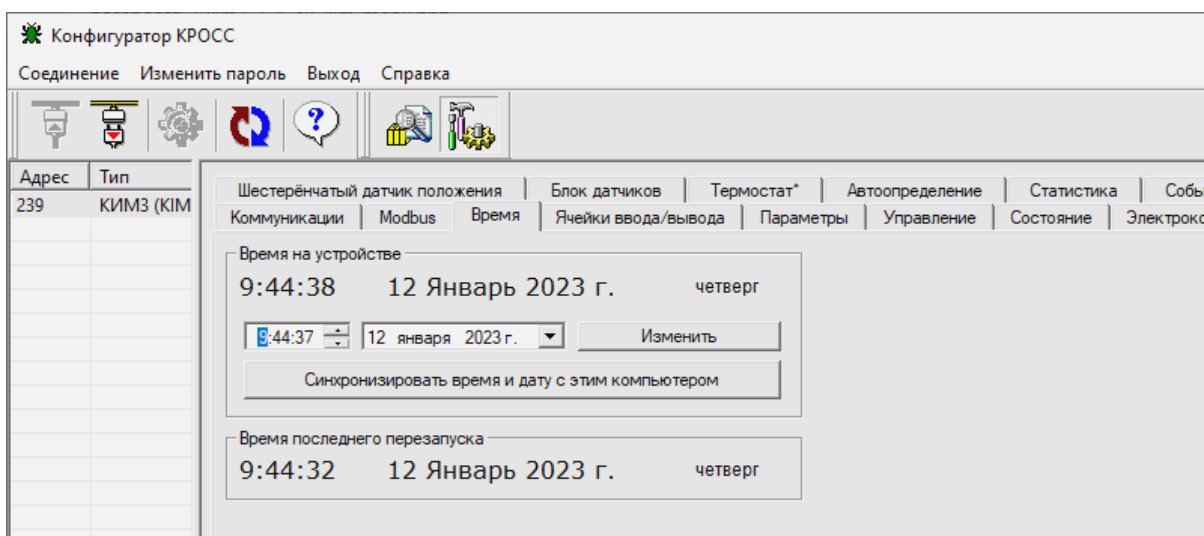 Конфигуратор КРОСС
Соединение Изменить пароль Выход Справка
Адрес Тип
239 КИМ3 (KIM
Шестерёнчатый датчик положения Блок датчиков Термостат* Автоопределение Статистика Собы
Коммуникации Modbus Время Ячейки ввода/вывода Параметры Управление Состояние Электроко
Время на устройстве
9:44:38 12 Январь 2023 г. четверг
9:44:37 12 января 2023 г. Изменить
Синхронизировать время и дату с этим компьютером
Время последнего перезапуска
9:44:32 12 Январь 2023 г. четверг